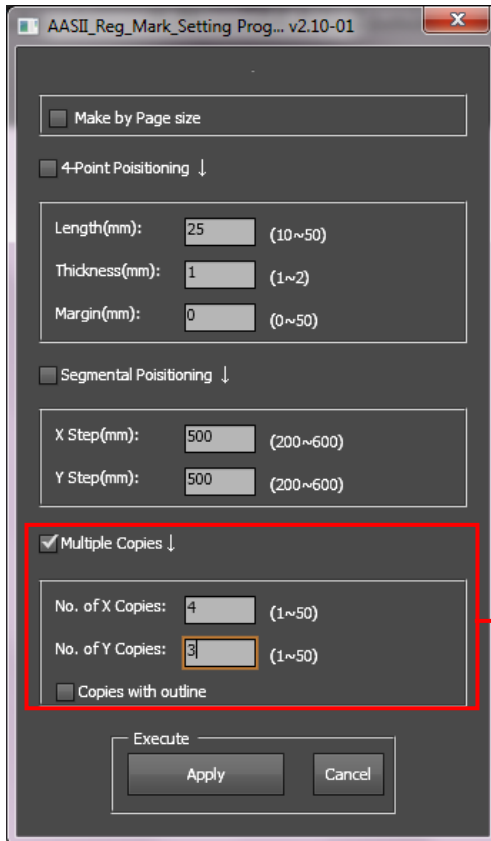 AASII_Reg_Mark_Setting Prog... v2.10-01
Make by Page size
4-Point Poisitioning ↓
Length(mm): 25 (10~50)
Thickness(mm): 1 (1~2)
Margin(mm): 0 (0~50)
Segmental Poisitioning ↓
X Step(mm): 500 (200~600)
Y Step(mm): 500 (200~600)
Multiple Copies ↓
No. of X Copies: 4 (1~50)
No. of Y Copies: 3 (1~50)
Copies with outline
Execute
Apply Cancel